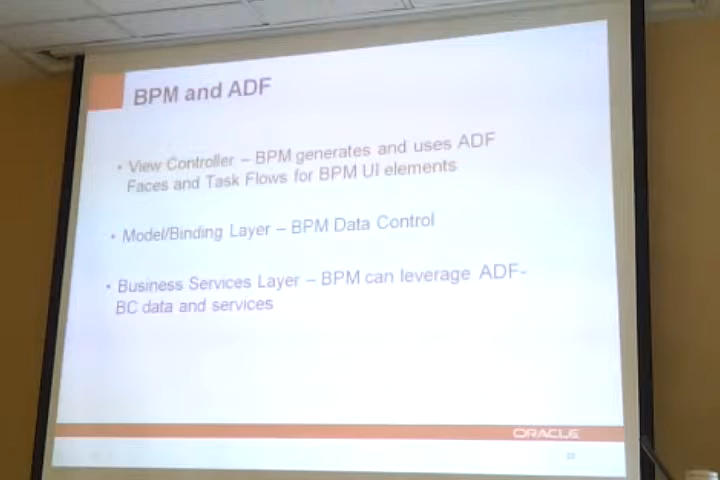 BPM and ADF
• View Controller – BPM generates and uses ADF
Faces and Task Flows for BPM UI elements
• Model/Binding Layer – BPM Data Control
• Business Services Layer – BPM can leverage ADF-
BC data and services
ORACLE